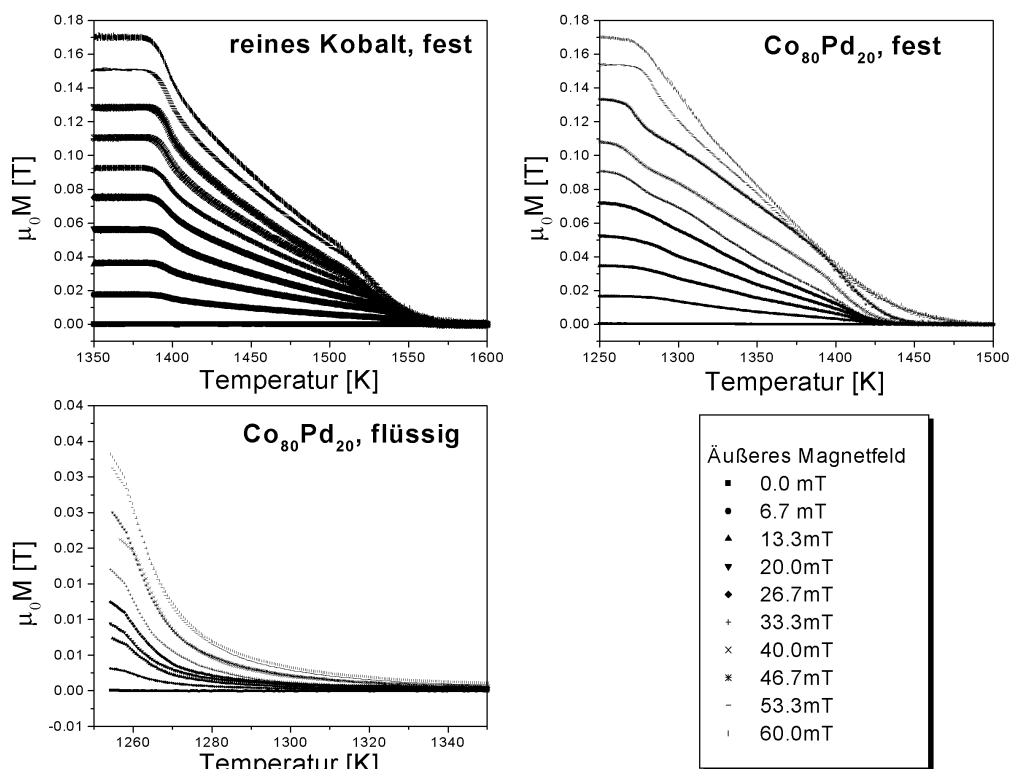 reines Kobalt, fest
0.18
0.16
0.14
0.12
0.10
0.08
0.06
0.04
0.02
0.00
μ₀M [T]
1350 1400 1450 1500 1550 1600
Temperatur [K]
Co₈₀Pd₂₀, fest
0.18
0.16
0.14
0.12
0.10
0.08
0.06
0.04
0.02
0.00
μ₀M [T]
1250 1300 1350 1400 1450 1500
Temperatur [K]
Co₈₀Pd₂₀, flüssig
0.04
0.04
0.03
0.03
0.02
0.01
0.01
0.01
0.00
-0.01
μ₀M [T]
1260 1280 1300 1320 1340
Temperatur [K]
Äußeres Magnetfeld
0.0 mT
6.7 mT
13.3mT
20.0mT
26.7mT
33.3mT
40.0mT
46.7mT
53.3mT
60.0mT